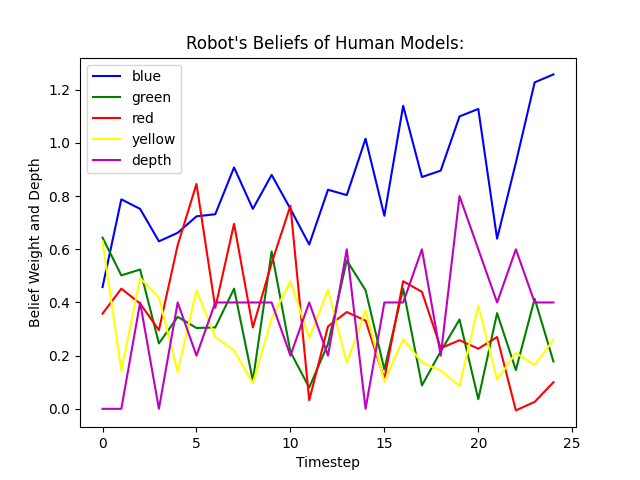 Robot's Beliefs of Human Models:
blue
green
red
yellow
depth
Belief Weight and Depth
1.2
1.0
0.8
0.6
0.4
0.2
0.0
0 5 10 15 20 25
Timestep